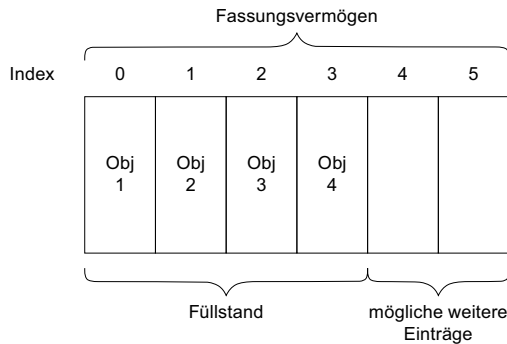 Fassungsvermögen
Index 0 1 2 3 4 5
Obj Obj Obj Obj
1 2 3 4
Füllstand mögliche weitere
Einträge